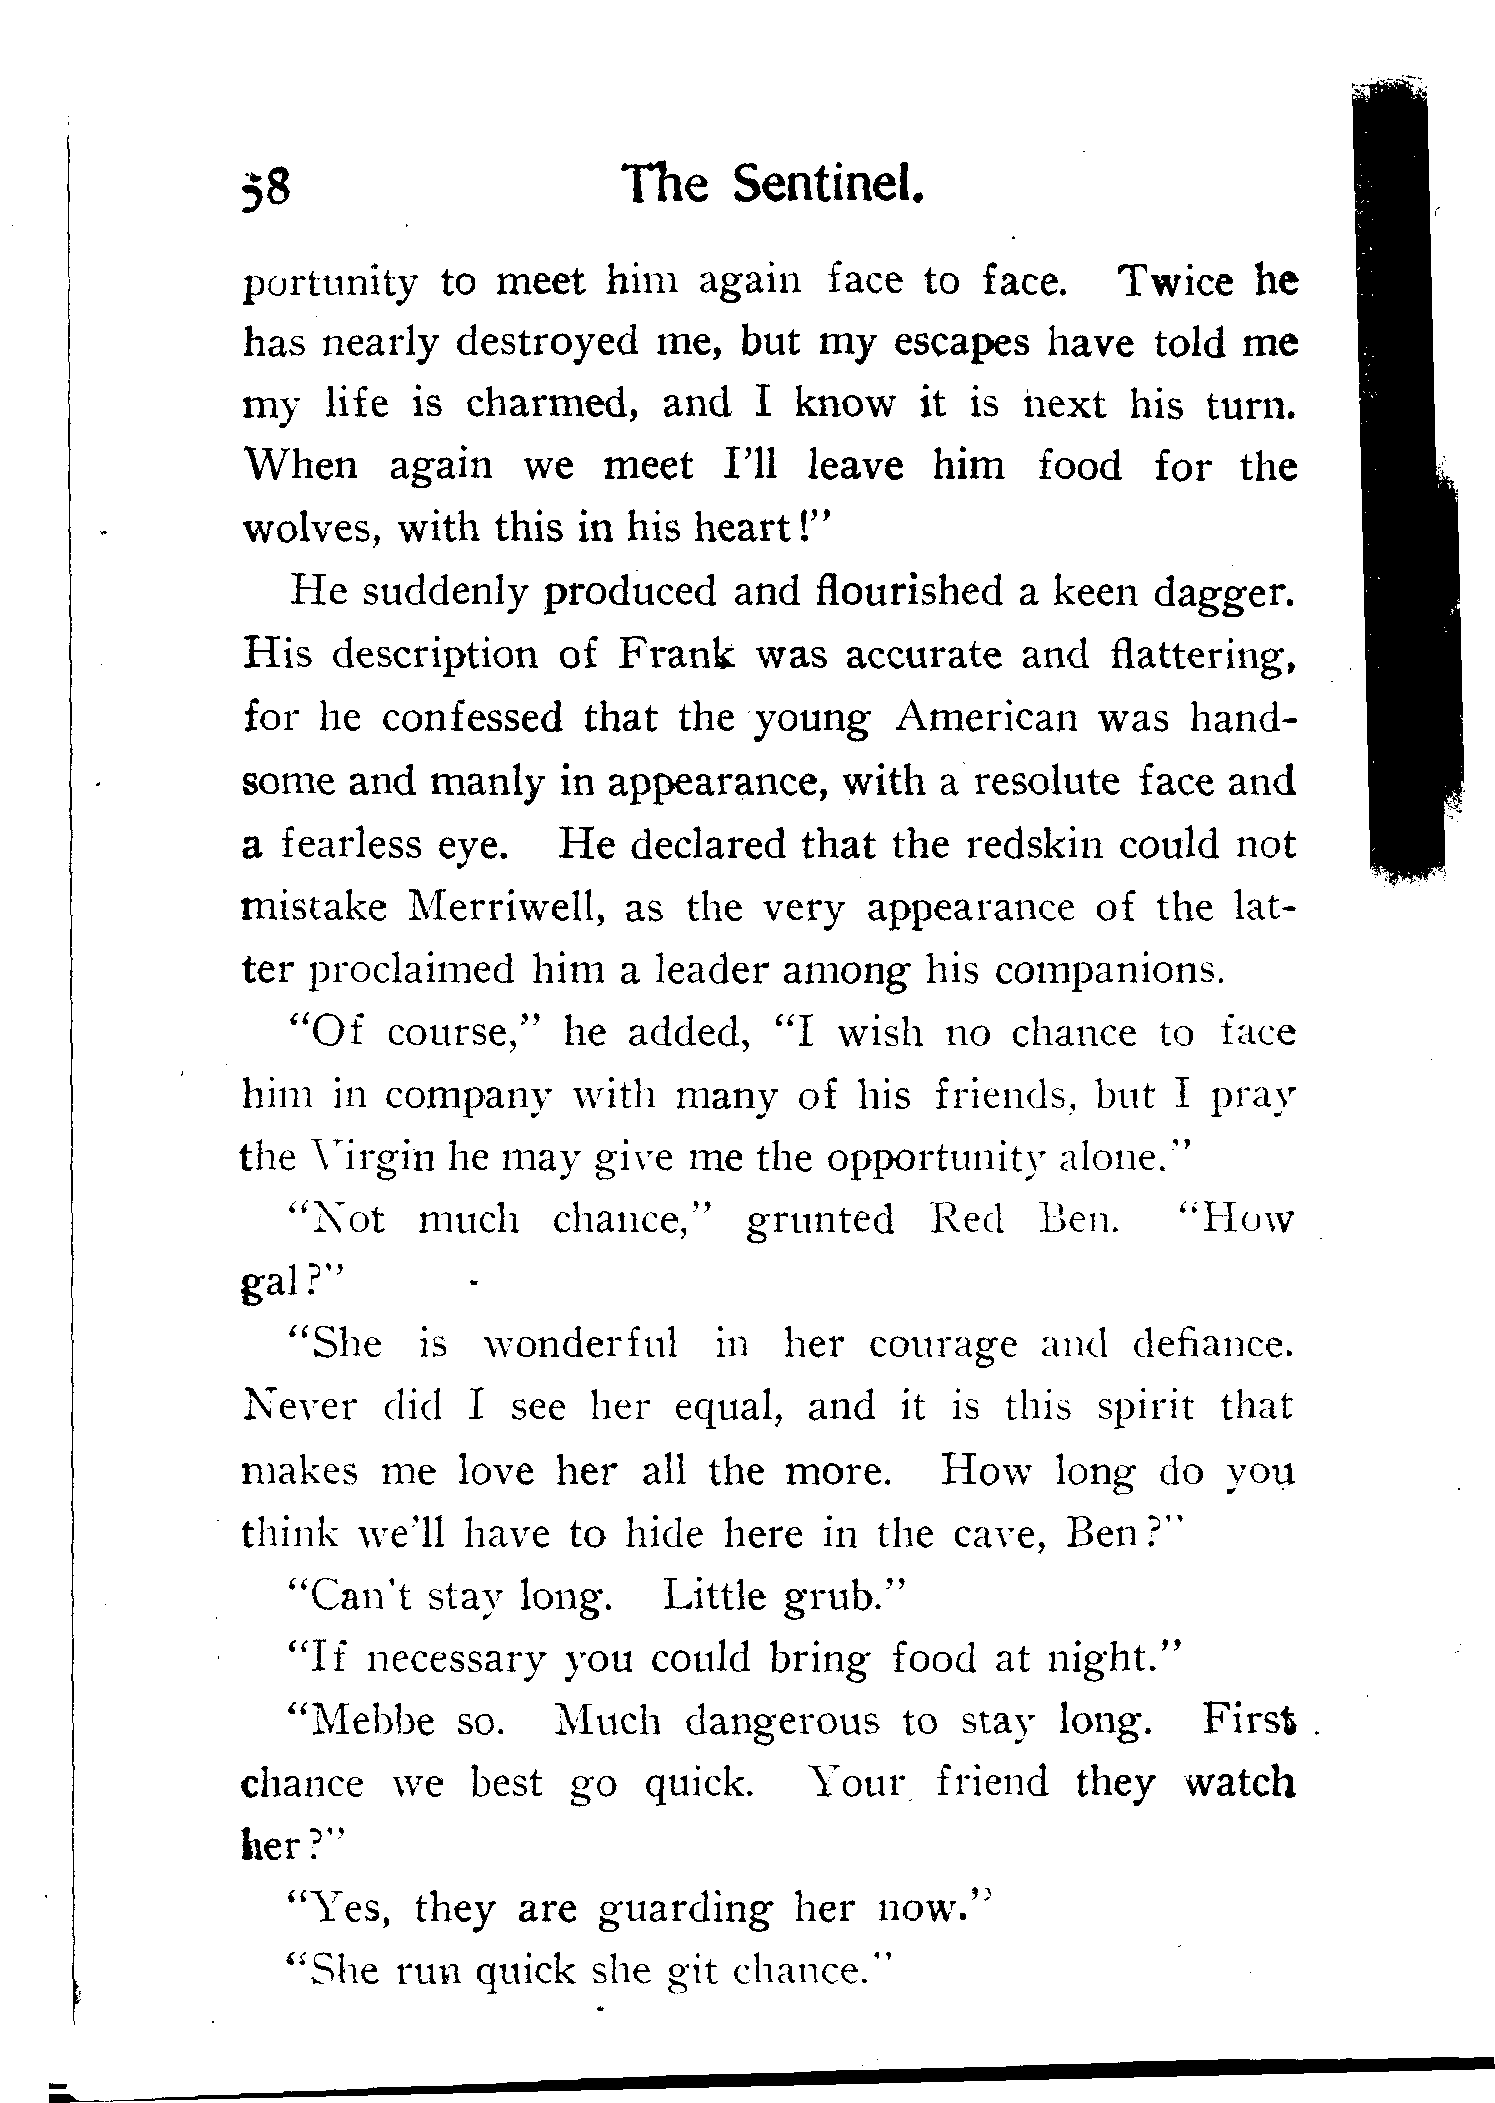 58 The Sentinel.
portunity to meet him again face to face. Twice he
has nearly destroyed me, but my escapes have told me
my life is charmed, and I know it is next his turn.
When again we meet I'll leave him food for the
wolves, with this in his heart!"
He suddenly produced and flourished a keen dagger.
His description of Frank was accurate and flattering,
for he confessed that the young American was hand-
some and manly in appearance, with a resolute face and
a fearless eye. He declared that the redskin could not
mistake Merriwell, as the very appearance of the lat-
ter proclaimed him a leader among his companions.
"Of course," he added, "I wish no chance to face
him in company with many of his friends, but I pray
the Virgin he may give me the opportunity alone."
"Not much chance," grunted Red Ben. "How
gal?"
"She is wonderful in her courage and defiance.
Never did I see her equal, and it is this spirit that
makes me love her all the more. How long do you
think we'll have to hide here in the cave, Ben?"
"Can't stay long. Little grub."
"If necessary you could bring food at night."
"Mebbe so. Much dangerous to stay long. First
chance we best go quick. Your friend they watch
her?"
"Yes, they are guarding her now."
"She run quick she git chance."